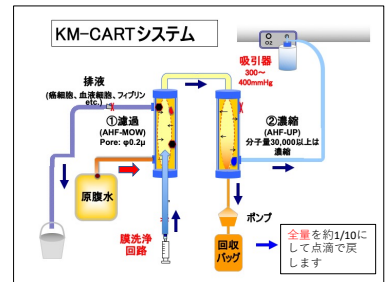 KM-CARTシステム
吸引器
300～
400mmHg
排液
(癌細胞、血液細胞、フィブリン
etc.)
①濾過
(AHF-MOW)
Pore: φ0.2μ
②濃縮
(AHF-UP)
分子量30,000以上は
濃縮
原腹水
膜洗浄
回路
ポンプ
回収
バッグ
全量を約1/10に
して点滴で戻
します